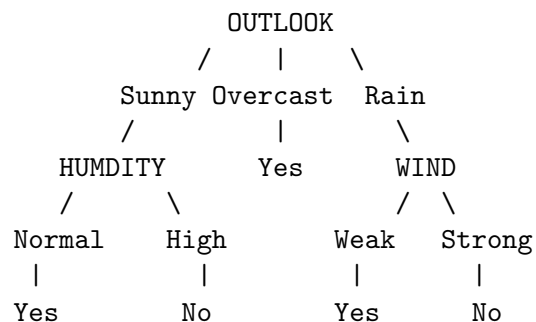 OUTLOOK
/ | \
Sunny Overcast Rain
/ | \
HUMDITY Yes WIND
/ \ / \
Normal High Weak Strong
| | | |
Yes No Yes No